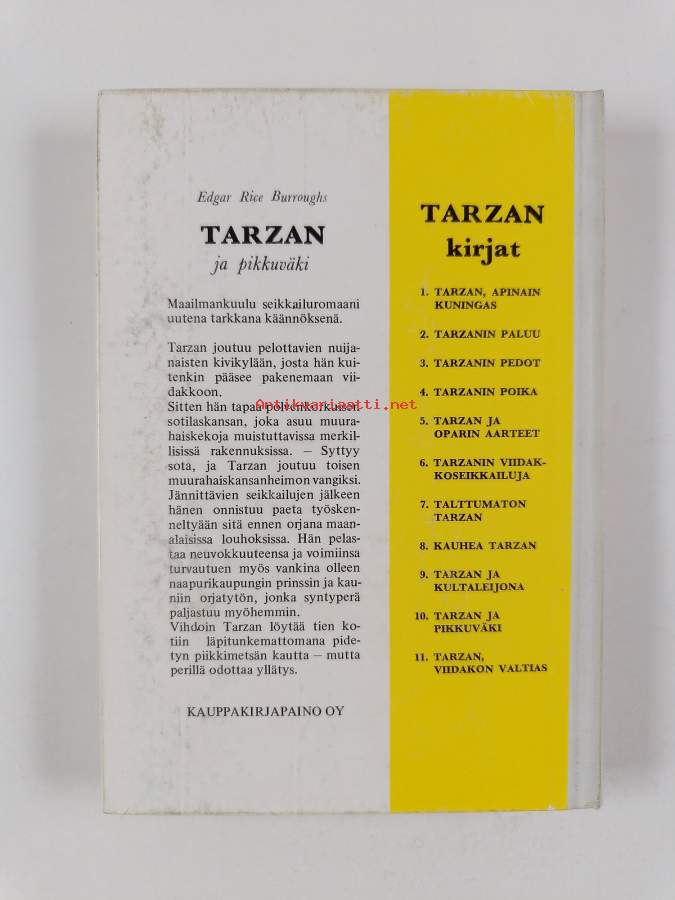 Edgar Rice Burroughs
TARZAN
ja pikkuväki
Maailmankuulu seikkailuromaani
uutena tarkkana käännöksenä.
Tarzan joutuu pelottavien nuija-
naisten kivikylään, josta hän kui-
tenkin pääsee pakenemaan vii-
dakkoon.
Sitten hän tapaa polvenkorkuisen
sotilaskansan, joka asuu muura-
haiskekoja muistuttavissa merkil-
lisissä rakennuksissa. — Syttyy
sota, ja Tarzan joutuu toisen
muurahaiskansanheimon vangiksi.
Jännittävien seikkailujen jälkeen
hänen onnistuu paeta työsken-
neltyään sitä ennen orjana maan-
alaisissa louhoksissa. Hän pelas-
taa neuvokkuuteensa ja voimiinsa
turvautuen myös vankina olleen
naapurikaupungin prinssin ja kau-
niin orjatytön, jonka syntyperä
paljastuu myöhemmin.
Vihdoin Tarzan löytää tien ko-
tiin läpitunkemattomana pide-
tyn piikkimetsän kautta — mutta
perillä odottaa yllätys.
KAUPPAKIRJAPAINO OY
TARZAN
kirjat
1. TARZAN, APINAIN
KUNINGAS
2. TARZANIN PALUU
3. TARZANIN PEDOT
4. TARZANIN POIKA
5. TARZAN JA
OPARIN AARTEET
6. TARZANIN VIIDAK-
KOSEIKKAILUJA
7. TALTTUMATON
TARZAN
8. KAUHEA TARZAN
9. TARZAN JA
KULTALEIJONA
10. TARZAN JA
PIKKUVÄKI
11. TARZAN,
VIIDAKON VALTIAS
Antikvariaatti.net